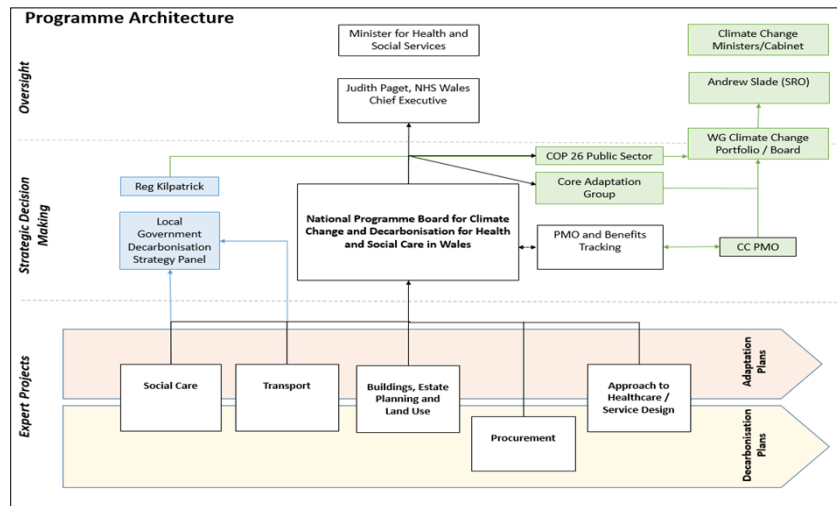 Programme Architecture
Oversight
Minister for Health and
Social Services
Climate Change
Ministers/Cabinet
Judith Paget, NHS Wales
Chief Executive
Andrew Slade (SRO)
Strategic Decision
Making
WG Climate Change
Portfolio / Board
COP 26 Public Sector
Reg Kilpatrick
Core Adaptation
Group
Local
Government
Decarbonisation
Strategy Panel
National Programme Board for Climate
Change and Decarbonisation for Health
and Social Care in Wales
PMO and Benefits
Tracking
CC PMO
Expert Projects
Social Care
Transport
Buildings, Estate
Planning and
Land Use
Procurement
Approach to
Healthcare /
Service Design
Adaptation
Plans
Decarbonisation
Plans